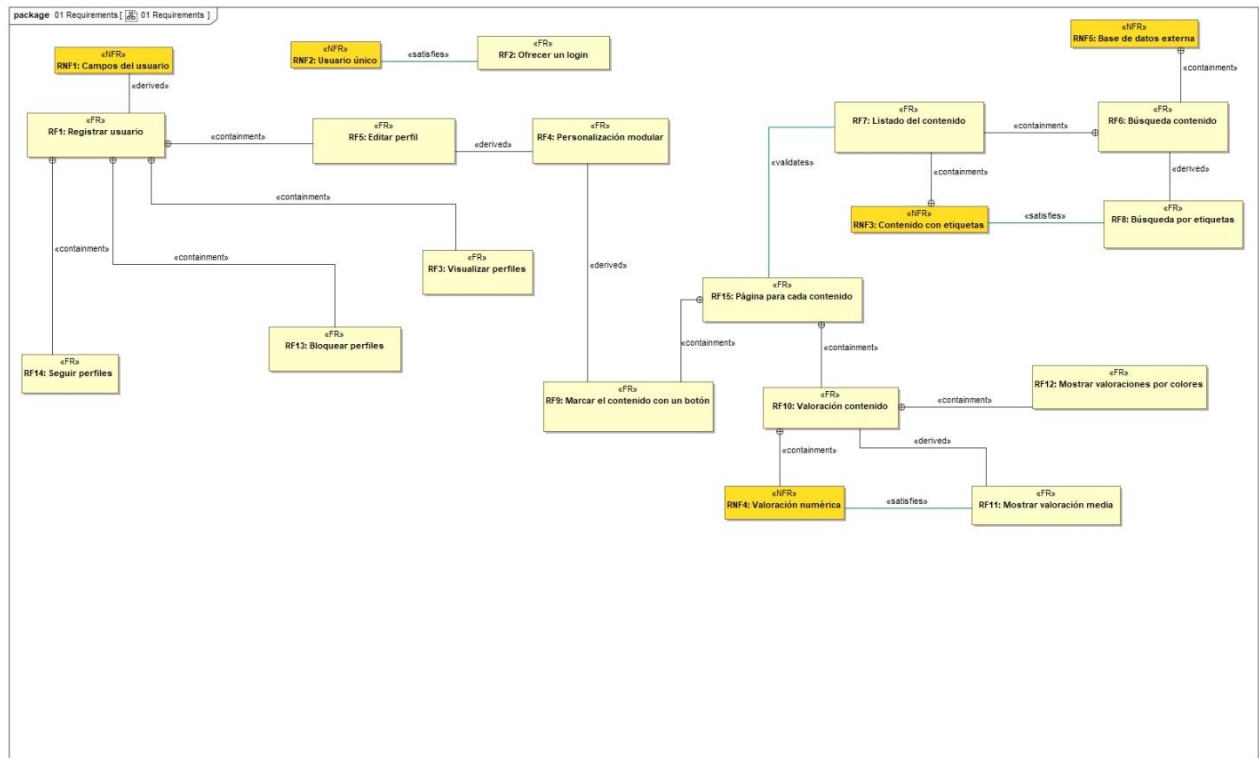 package 01 Requirements [ 01 Requirements ]
«NFR»
RNF1: Campos del usuario
«derived»
«FR»
RF1: Registrar usuario
«NFR»
RNF2: Usuario único
«satisfies»
«FR»
RF2: Ofrecer un login
«containment»
«FR»
RF5: Editar perfil
«derived»
«FR»
RF4: Personalización modular
«containment»
«FR»
RF3: Visualizar perfiles
«containment»
«FR»
RF13: Bloquear perfiles
«containment»
«FR»
RF14: Seguir perfiles
«derived»
«FR»
RF9: Marcar el contenido con un botón
«containment»
«NFR»
RNF5: Base de datos externa
«containment»
«FR»
RF7: Listado del contenido
«containment»
«FR»
RF6: Búsqueda contenido
«validates»
«containment»
«derived»
«NFR»
RNF3: Contenido con etiquetas
«satisfies»
«FR»
RF8: Búsqueda por etiquetas
«FR»
RF15: Página para cada contenido
«containment»
«FR»
RF10: Valoración contenido
«containment»
«FR»
RF12: Mostrar valoraciones por colores
«containment»
«derived»
«NFR»
RNF4: Valoración numérica
«satisfies»
«FR»
RF11: Mostrar valoración media